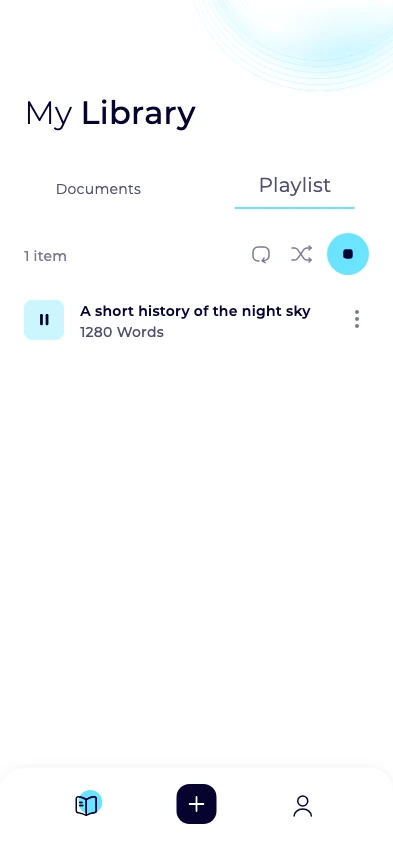 My Library
Documents
Playlist
1 item
A short history of the night sky
1280 Words